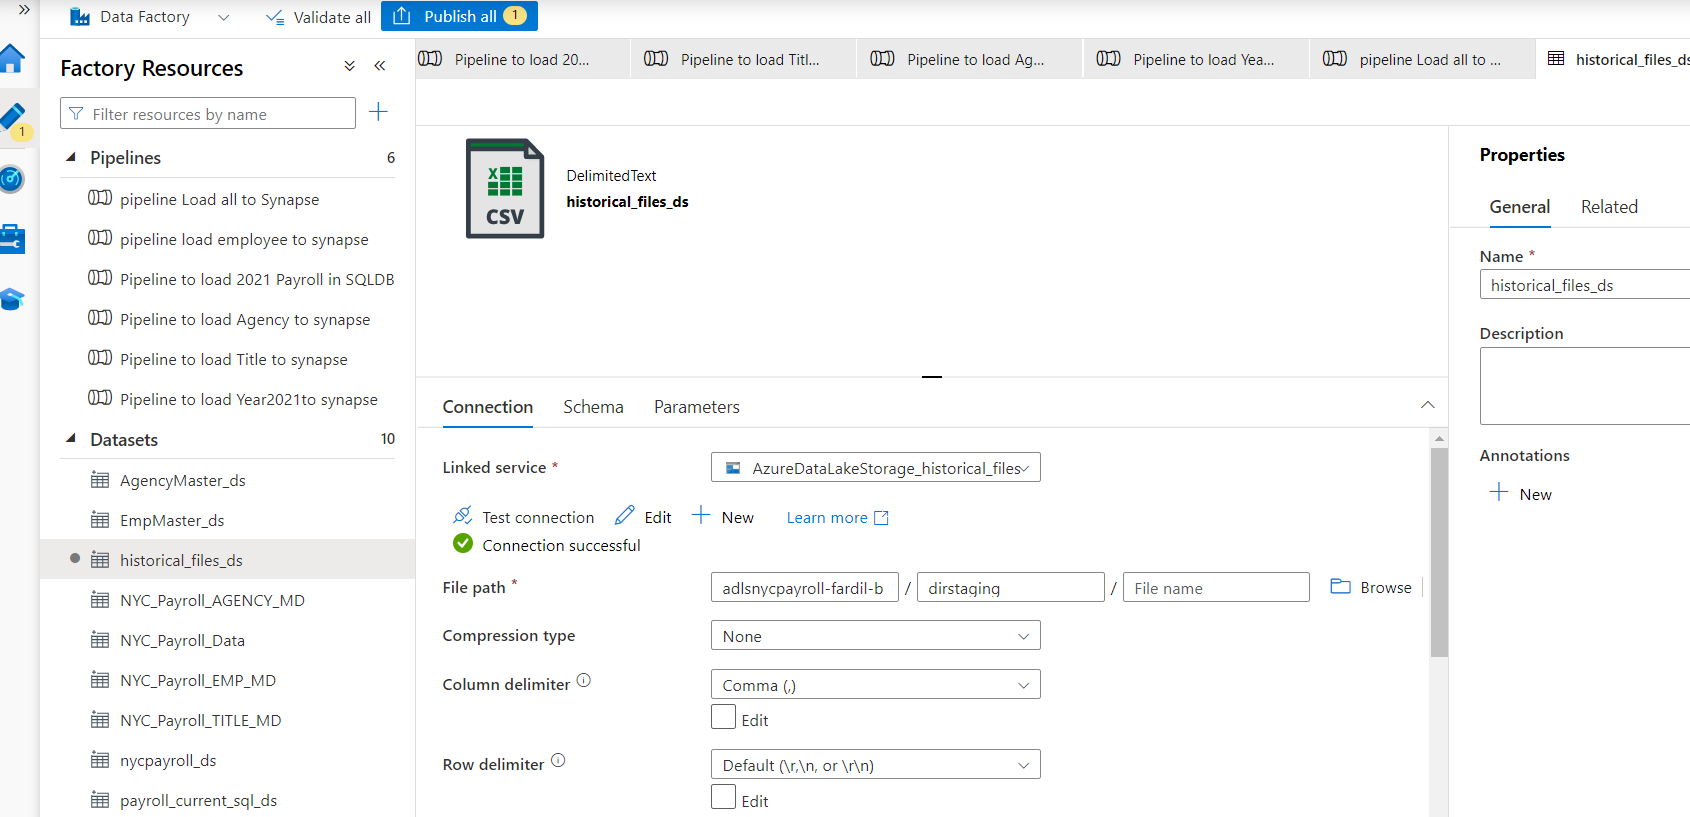 Data Factory
Validate all
Publish all 1
Factory Resources
Filter resources by name
1
Pipelines 6
pipeline Load all to Synapse
pipeline load employee to synapse
Pipeline to load 2021 Payroll in SQLDB
Pipeline to load Agency to synapse
Pipeline to load Title to synapse
Pipeline to load Year2021to synapse
Datasets 10
AgencyMaster_ds
EmpMaster_ds
historical_files_ds
NYC_Payroll_AGENCY_MD
NYC_Payroll_Data
NYC_Payroll_EMP_MD
NYC_Payroll_TITLE_MD
nycpayroll_ds
payroll_current_sql_ds
Pipeline to load 20...
Pipeline to load Titl...
Pipeline to load Ag...
Pipeline to load Yea...
pipeline Load all to ...
historical_files_ds
X
CSV
DelimitedText
historical_files_ds
Connection Schema Parameters
Linked service * AzureDataLakeStorage_historical_files
Test connection Edit New Learn more
Connection successful
File path * adlsnycpayroll-fardil-b / dirstaging / File name Browse
Compression type None
Column delimiter Comma (,)
Edit
Row delimiter Default (\r,\n, or \r\n)
Edit
Properties
General Related
Name *
historical_files_ds
Description
Annotations
New